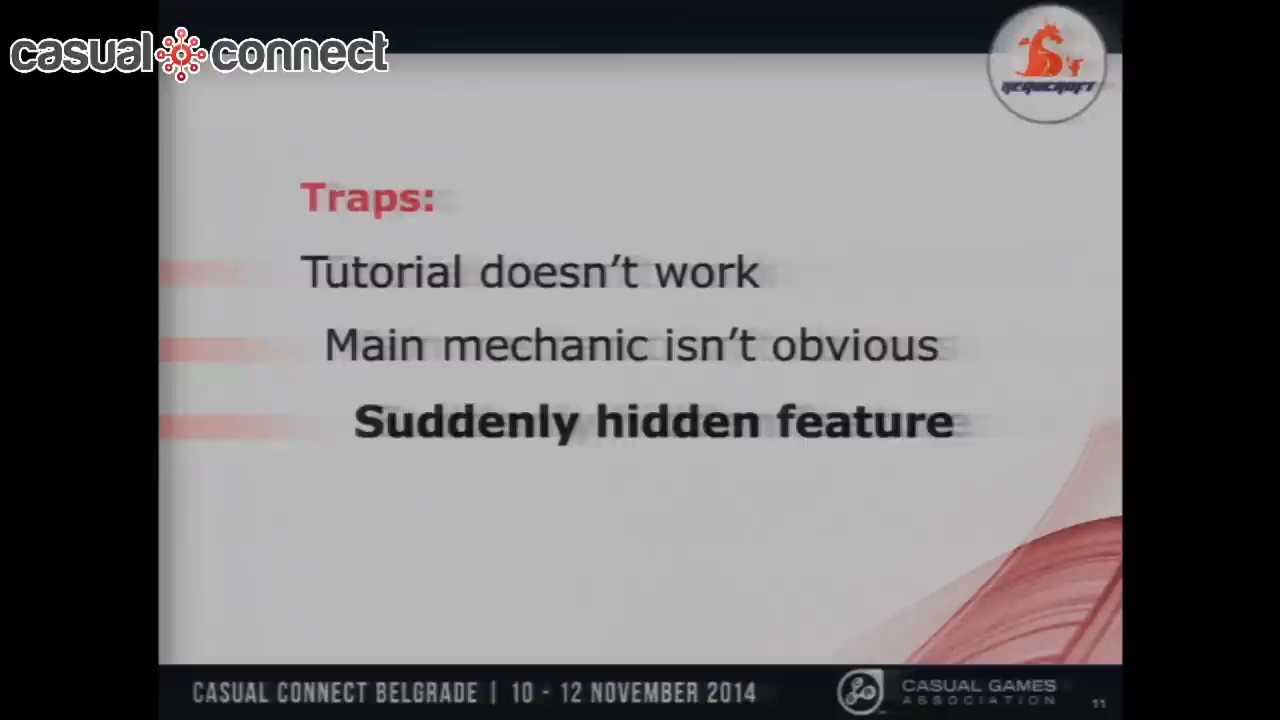 casual connect
HEROCRAFT
Traps:
Tutorial doesn’t work
Main mechanic isn’t obvious
Suddenly hidden feature
CASUAL CONNECT BELGRADE | 10 - 12 NOVEMBER 2014
CASUAL GAMES
ASSOCIATION
11